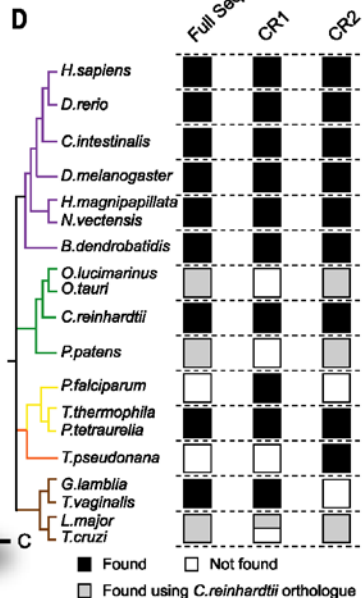 D
Full Seq CR1 CR2
H.sapiens
D.rerio
C.intestinalis
D.melanogaster
H.magnipapillata
N.vectensis
B.dendrobatidis
O.lucimarinus
O.tauri
C.reinhardtii
P.patens
P.falciparum
T.thermophila
P.tetraurelia
T.pseudonana
G.lamblia
T.vaginalis
L.major
T.cruzi
C
Found Not found
Found using C.reinhardtii orthologue